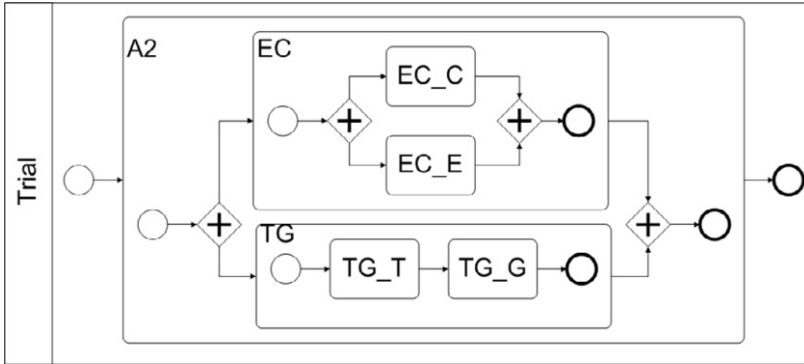 Trial
A2
EC
EC_C
EC_E
TG
TG_T
TG_G